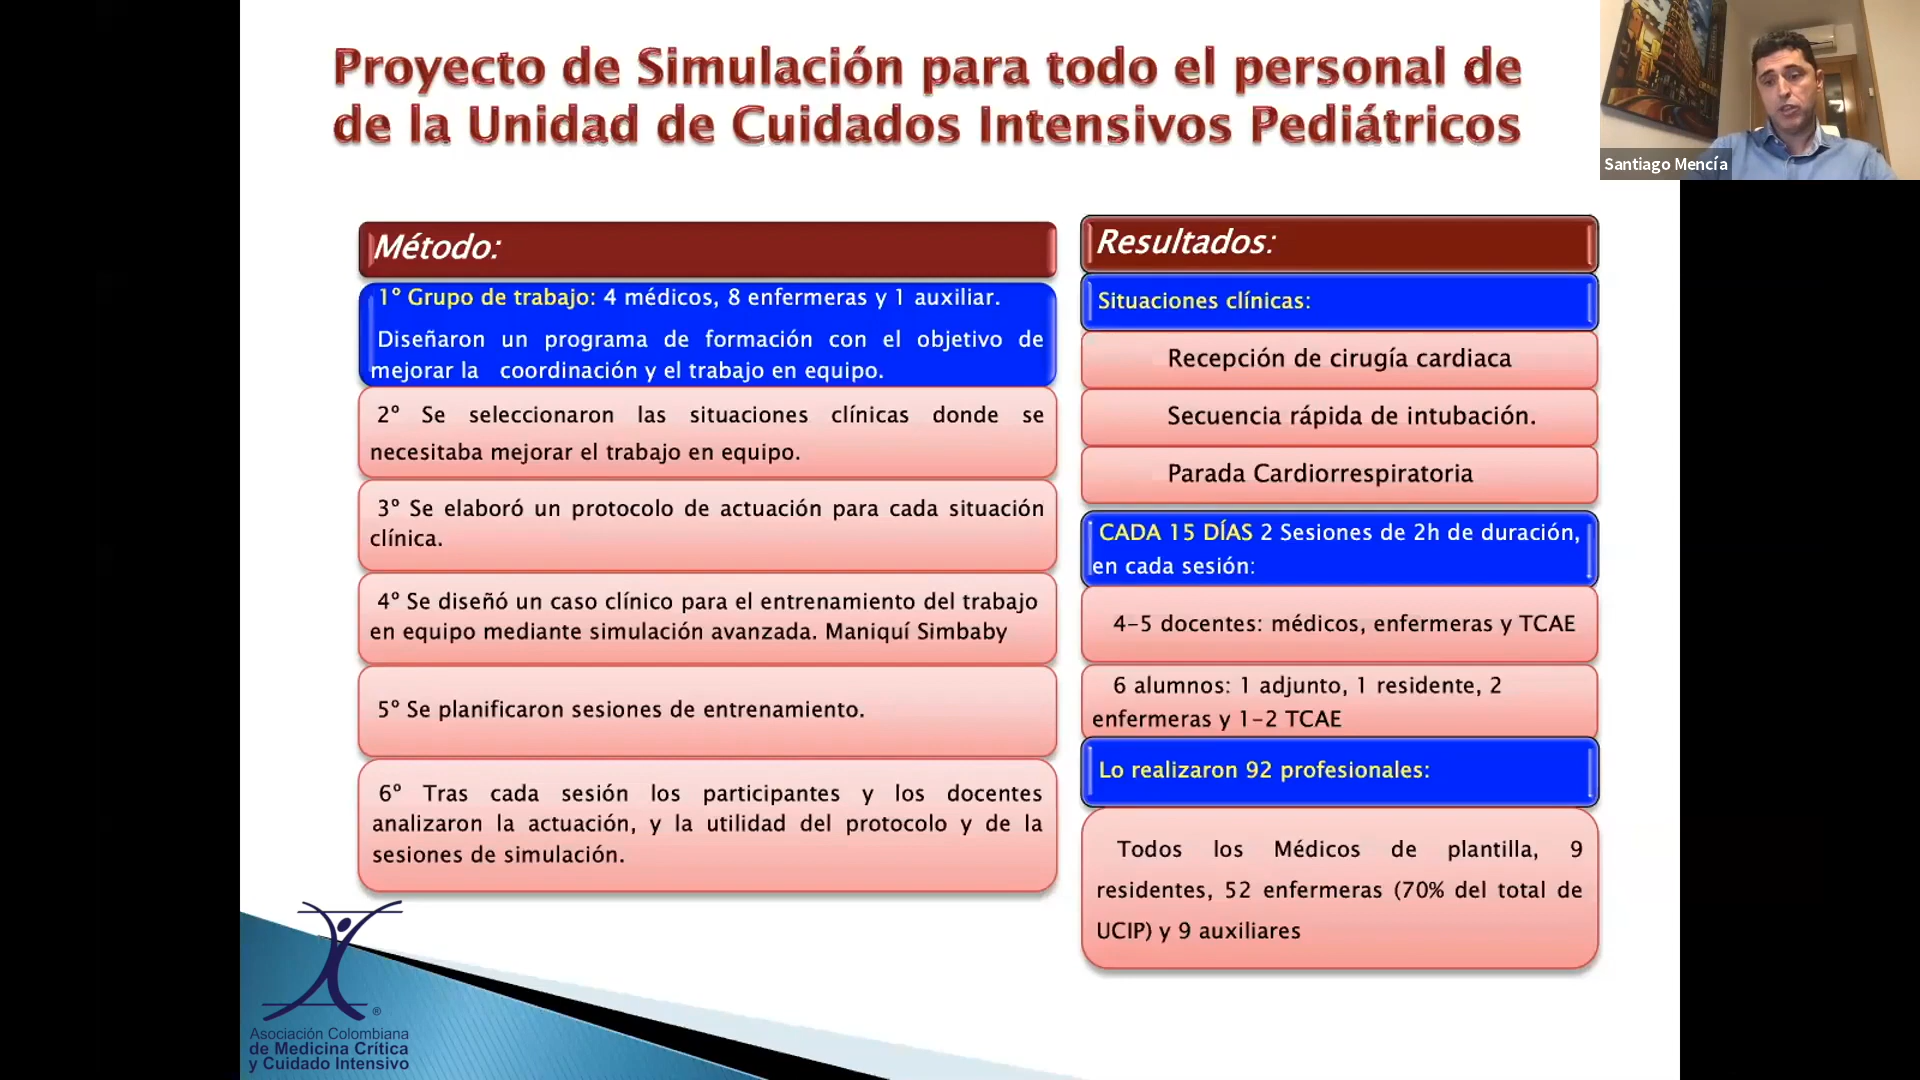 Proyecto de Simulación para todo el personal de
de la Unidad de Cuidados Intensivos Pediátricos
Santiago Mencía
Método:
1º Grupo de trabajo: 4 médicos, 8 enfermeras y 1 auxiliar.
Diseñaron un programa de formación con el objetivo de
mejorar la coordinación y el trabajo en equipo.
2º Se seleccionaron las situaciones clínicas donde se
necesitaba mejorar el trabajo en equipo.
3º Se elaboró un protocolo de actuación para cada situación
clínica.
4º Se diseñó un caso clínico para el entrenamiento del trabajo
en equipo mediante simulación avanzada. Maniquí Simbaby
5º Se planificaron sesiones de entrenamiento.
6º Tras cada sesión los participantes y los docentes
analizaron la actuación, y la utilidad del protocolo y de la
sesiones de simulación.
Resultados:
Situaciones clínicas:
Recepción de cirugía cardiaca
Secuencia rápida de intubación.
Parada Cardiorrespiratoria
CADA 15 DÍAS 2 Sesiones de 2h de duración,
en cada sesión:
4-5 docentes: médicos, enfermeras y TCAE
6 alumnos: 1 adjunto, 1 residente, 2
enfermeras y 1-2 TCAE
Lo realizaron 92 profesionales:
Todos los Médicos de plantilla, 9
residentes, 52 enfermeras (70% del total de
UCIP) y 9 auxiliares
®
Asociación Colombiana
de Medicina Crítica
y Cuidado Intensivo